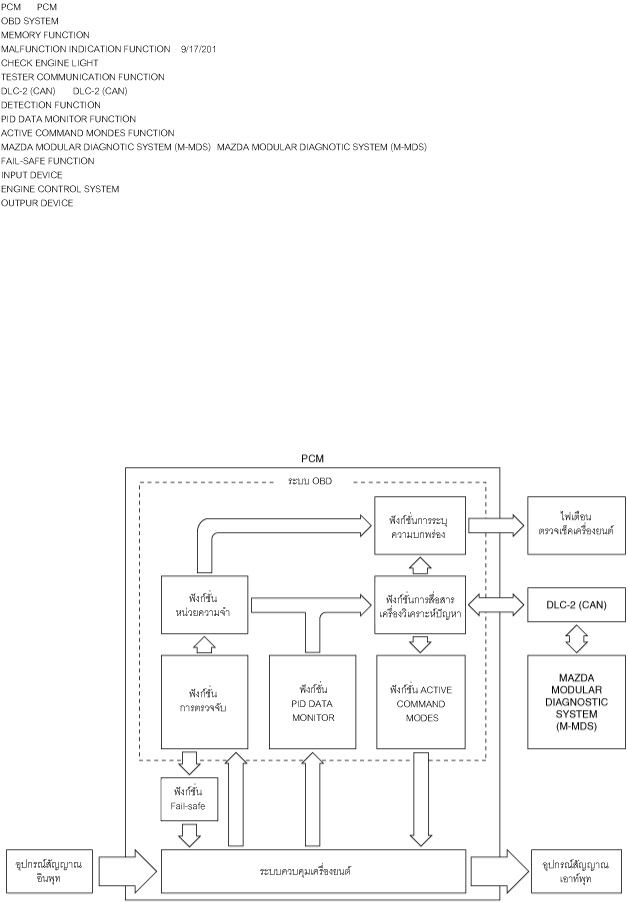 PCM PCM
OBD SYSTEM
MEMORY FUNCTION
MALFUNCTION INDICATION FUNCTION 9/17/201
CHECK ENGINE LIGHT
TESTER COMMUNICATION FUNCTION
DLC-2 (CAN) DLC-2 (CAN)
DETECTION FUNCTION
PID DATA MONITOR FUNCTION
ACTIVE COMMAND MONDES FUNCTION
MAZDA MODULAR DIAGNOTIC SYSTEM (M-MDS) MAZDA MODULAR DIAGNOTIC SYSTEM (M-MDS)
FAIL-SAFE FUNCTION
INPUT DEVICE
ENGINE CONTROL SYSTEM
OUTPUR DEVICE
PCM
ระบบ OBD
ฟังก์ชั่นการระบุ
ความบกพร่อง
ไฟเตือน
ตรวจเช็คเครื่องยนต์
ฟังก์ชั่น
หน่วยความจำ
ฟังก์ชั่นการสื่อสาร
เครื่องวิเคราะห์ปัญหา
DLC-2 (CAN)
ฟังก์ชั่น
การตรวจจับ
ฟังก์ชั่น
PID DATA
MONITOR
ฟังก์ชั่น ACTIVE
COMMAND
MODES
MAZDA
MODULAR
DIAGNOSTIC
SYSTEM
(M-MDS)
ฟังก์ชั่น
Fail-safe
อุปกรณ์สัญญาณ
อินพุท
ระบบควบคุมเครื่องยนต์
อุปกรณ์สัญญาณ
เอาท์พุท